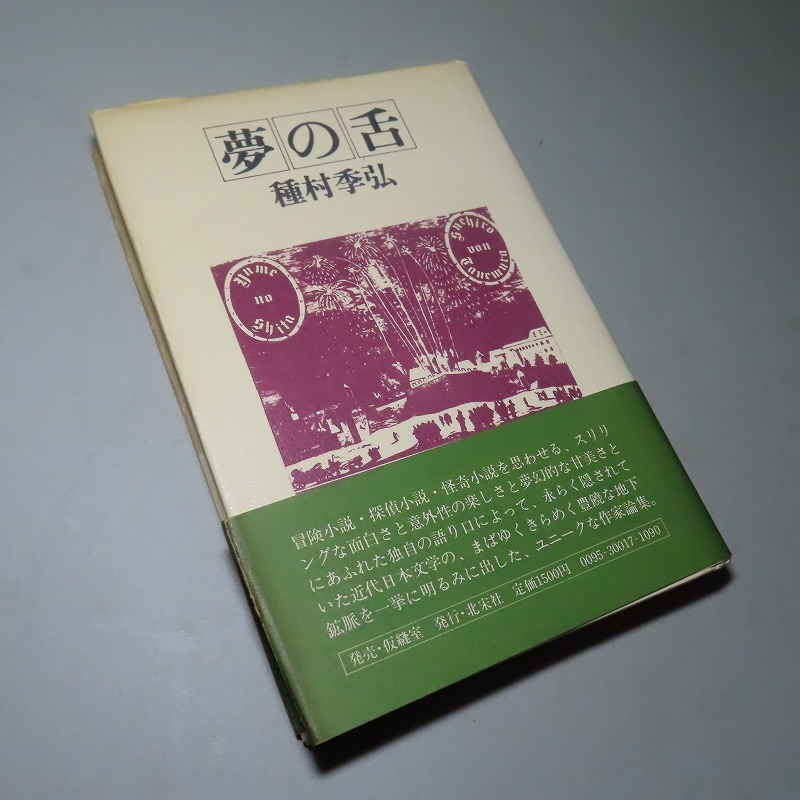 夢の舌
種村季弘
Yume
no
Shita
Suehiro
von
Tanemura
冒険小説・探偵小説・怪奇小説を思わせる、スリリ
ングな面白さと意外性の楽しさと夢幻的な甘美さと
にあふれた独自の語り口によって、永らく隠されて
いた近代日本文学の、まばゆくきらめく豊饒な地下
鉱脈を一挙に明るみに出した、ユニークな作家論集。
発売・仮縫室 発行・北宋社 定価1500円 0095-30017-1090